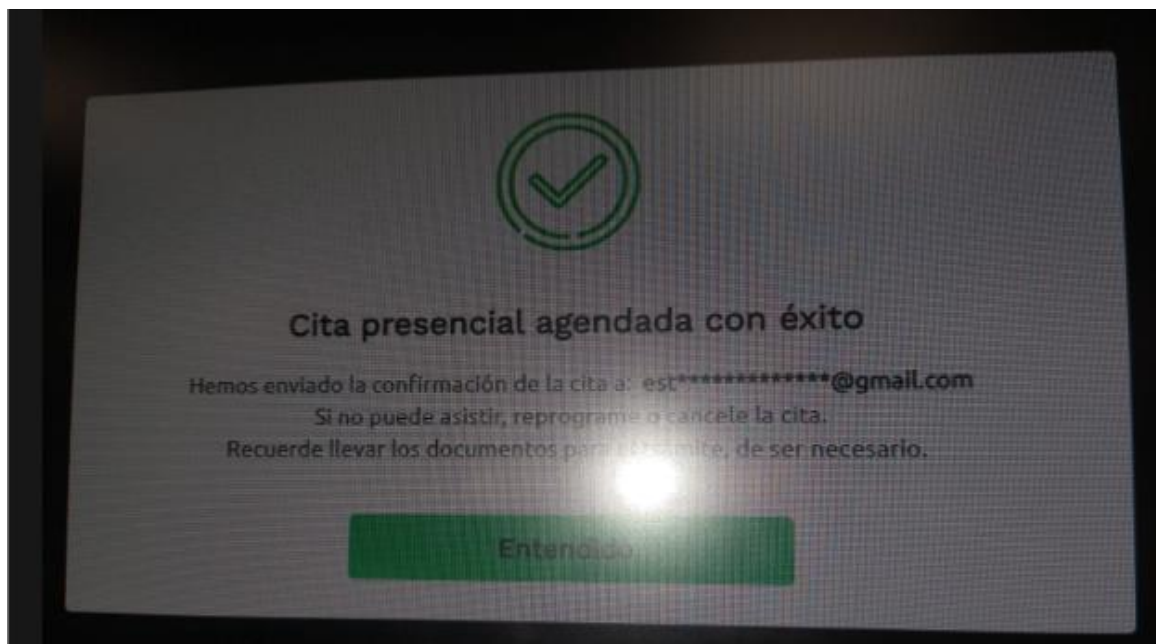 Cita presencial agendada con éxito
Hemos enviado la confirmación de la cita a: est*************@gmail.com
Si no puede asistir, reprograme o cancele la cita.
Recuerde llevar los documentos para el trámite, de ser necesario.
Entendido